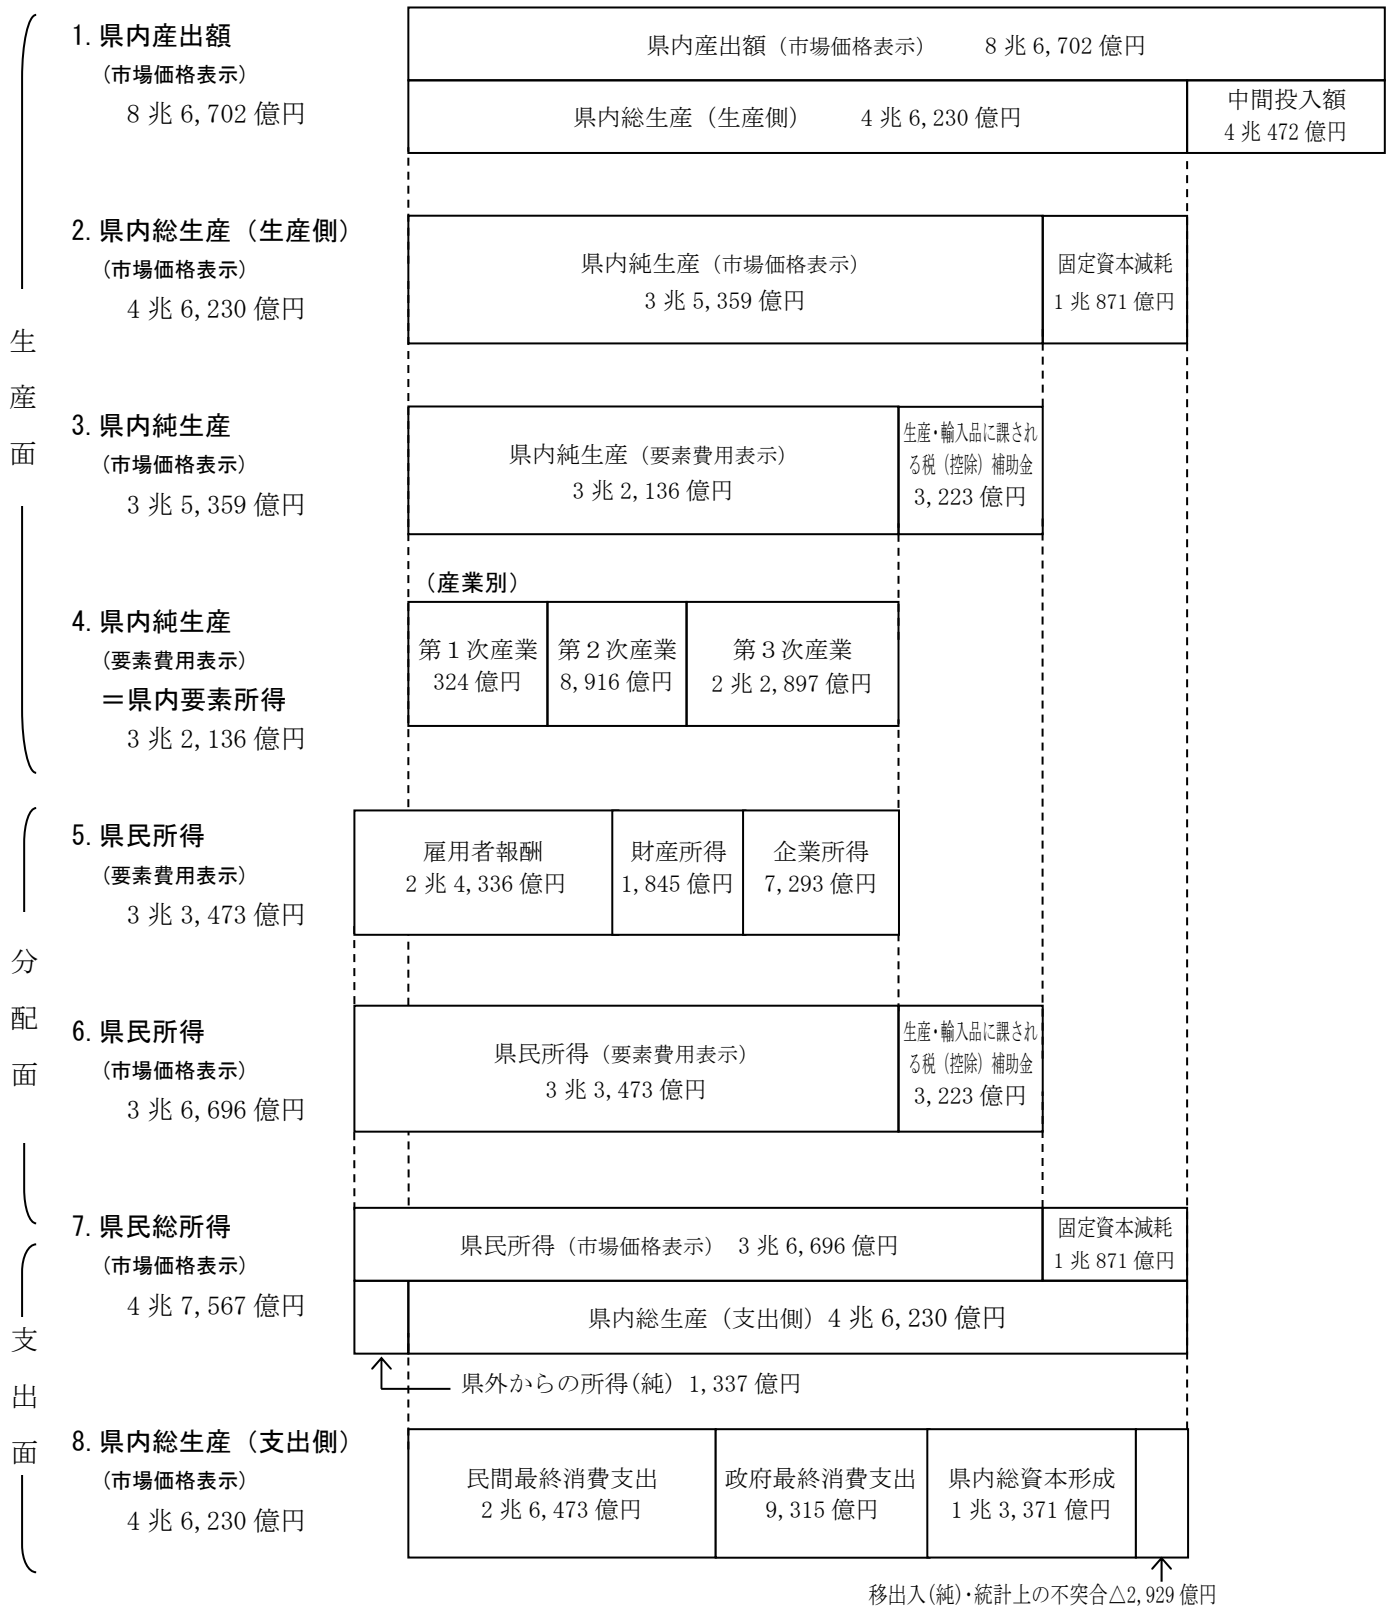 1. 県内産出額
(市場価格表示)
8 兆 6,702 億円
県内産出額（市場価格表示） 8 兆 6,702 億円
県内総生産（生産側） 4 兆 6,230 億円
中間投入額
4 兆 472 億円
2. 県内総生産（生産側）
(市場価格表示)
4 兆 6,230 億円
県内純生産（市場価格表示）
3 兆 5,359 億円
固定資本減耗
1 兆 871 億円
生産面
3. 県内純生産
(市場価格表示)
3 兆 5,359 億円
県内純生産（要素費用表示）
3 兆 2,136 億円
生産・輸入品に課され
る税（控除）補助金
3,223 億円
4. 県内純生産
(要素費用表示)
＝県内要素所得
3 兆 2,136 億円
（産業別）
第１次産業
324 億円
第２次産業
8,916 億円
第３次産業
2 兆 2,897 億円
5. 県民所得
(要素費用表示)
3 兆 3,473 億円
雇用者報酬
2 兆 4,336 億円
財産所得
1,845 億円
企業所得
7,293 億円
分配面
6. 県民所得
(市場価格表示)
3 兆 6,696 億円
県民所得（要素費用表示）
3 兆 3,473 億円
生産・輸入品に課され
る税（控除）補助金
3,223 億円
7. 県民総所得
(市場価格表示)
4 兆 7,567 億円
県民所得（市場価格表示） 3 兆 6,696 億円
固定資本減耗
1 兆 871 億円
県内総生産（支出側）4 兆 6,230 億円
県外からの所得(純) 1,337 億円
支出面
8. 県内総生産（支出側）
(市場価格表示)
4 兆 6,230 億円
民間最終消費支出
2 兆 6,473 億円
政府最終消費支出
9,315 億円
県内総資本形成
1 兆 3,371 億円
移出入(純)・統計上の不突合△2,929 億円